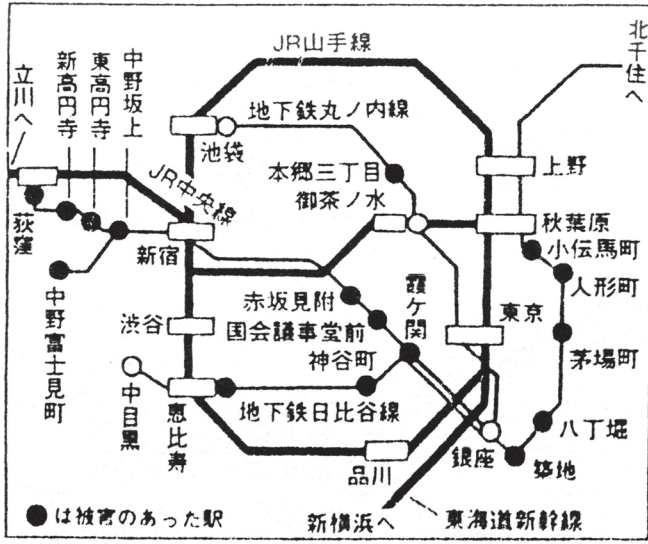 北千住へ
JR山手線
中野坂上
東高円寺
新高円寺
立川へ
地下鉄丸ノ内線
池袋
本郷三丁目
上野
御茶ノ水
JR中央線
秋葉原
荻窪
新宿
小伝馬町
人形町
霞ケ関
赤坂見附
国会議事堂前
神谷町
東京
渋谷
中野富士見町
茅場町
中目黒
恵比寿
地下鉄日比谷線
八丁堀
銀座
築地
品川
●は被害のあった駅
新横浜へ
東海道新幹線